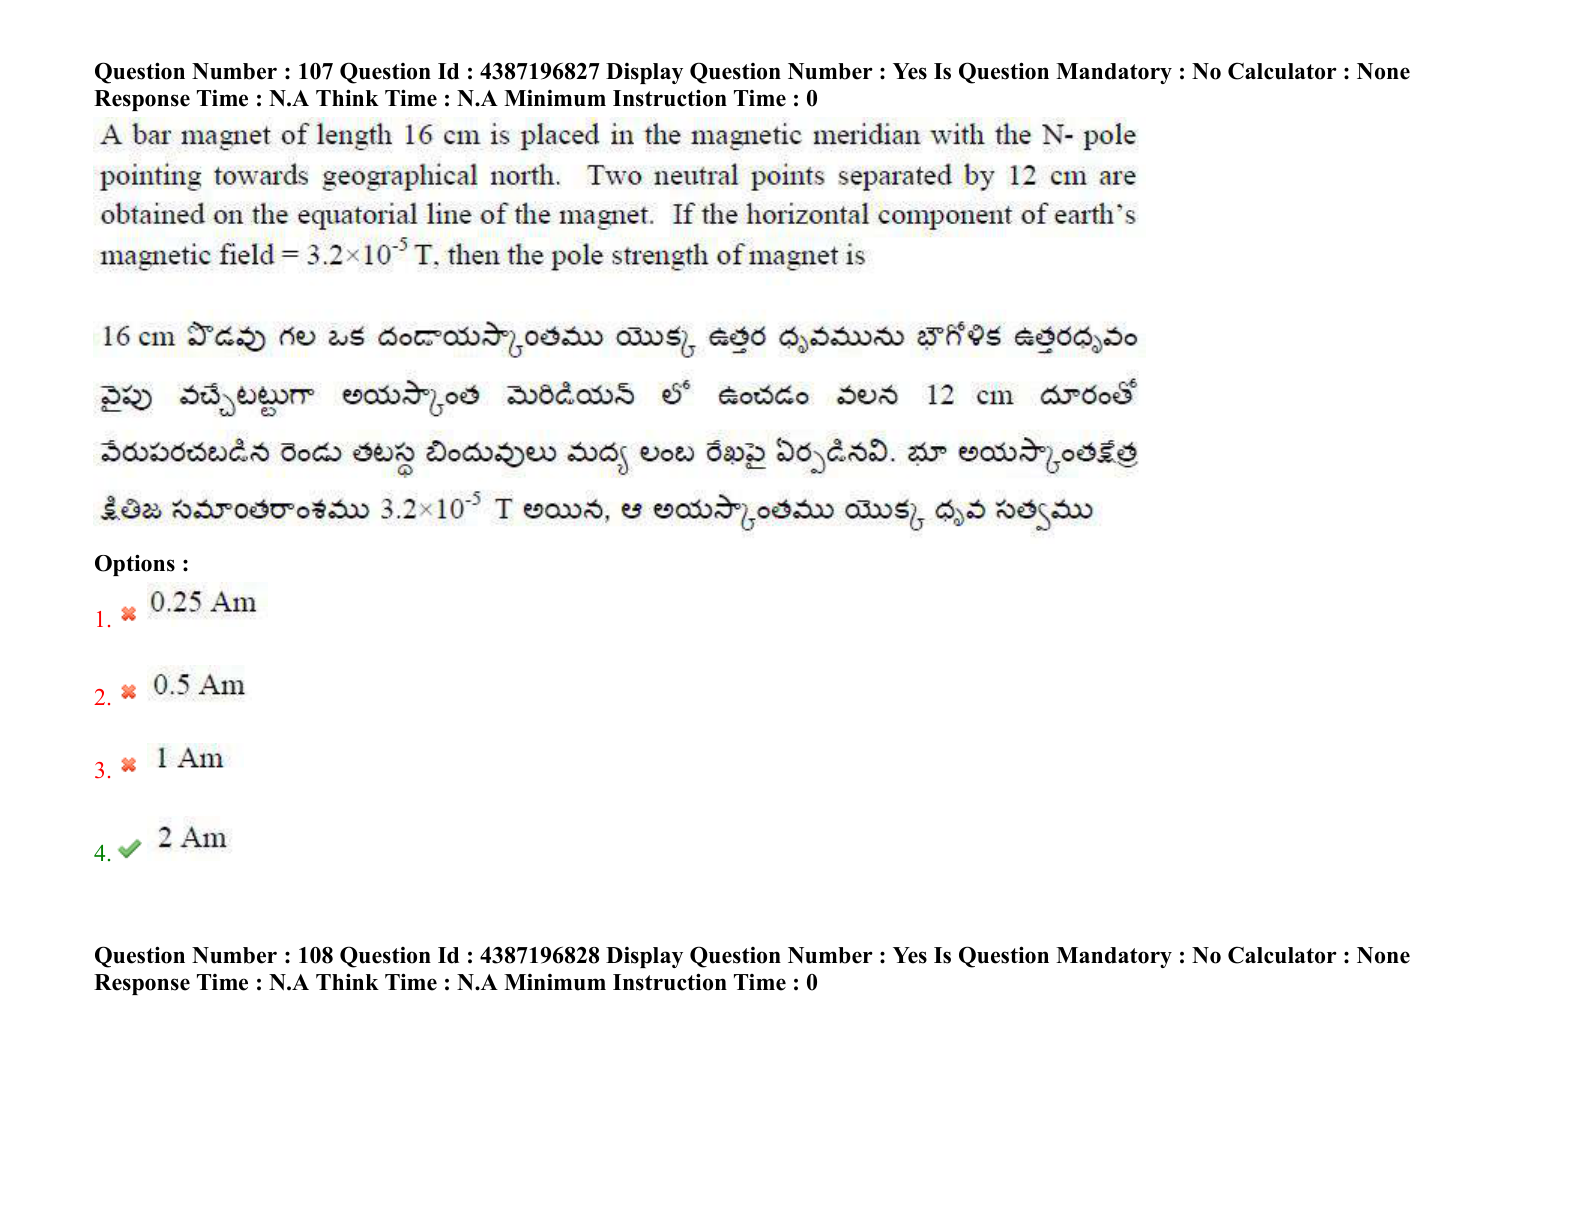 Question Number : 107 Question Id : 4387196827 Display Question Number : Yes Is Question Mandatory : No Calculator : None
Response Time : N.A Think Time : N.A Minimum Instruction Time : 0
A bar magnet of length 16 cm is placed in the magnetic meridian with the N- pole
pointing towards geographical north. Two neutral points separated by 12 cm are
obtained on the equatorial line of the magnet. If the horizontal component of earth's
magnetic field = 3.2×10⁻⁵ T, then the pole strength of magnet is
16 cm పొడవు గల ఒక దండాయస్కాంతము యొక్క ఉత్తర ధృవమును భౌగోళిక ఉత్తరధృవం
వైపు వచ్చేటట్టుగా అయస్కాంత మెరిడియన్ లో ఉంచడం వలన 12 cm దూరంతో
వేరుపరచబడిన రెండు తటస్థ బిందువులు మద్య లంబ రేఖపై ఏర్పడినవి. భూ అయస్కాంతక్షేత్ర
క్షితిజ సమాంతరాంశము 3.2×10⁻⁵ T అయిన, ఆ అయస్కాంతము యొక్క ధృవ సత్వము
Options :
1. 0.25 Am
2. 0.5 Am
3. 1 Am
4. 2 Am
Question Number : 108 Question Id : 4387196828 Display Question Number : Yes Is Question Mandatory : No Calculator : None
Response Time : N.A Think Time : N.A Minimum Instruction Time : 0